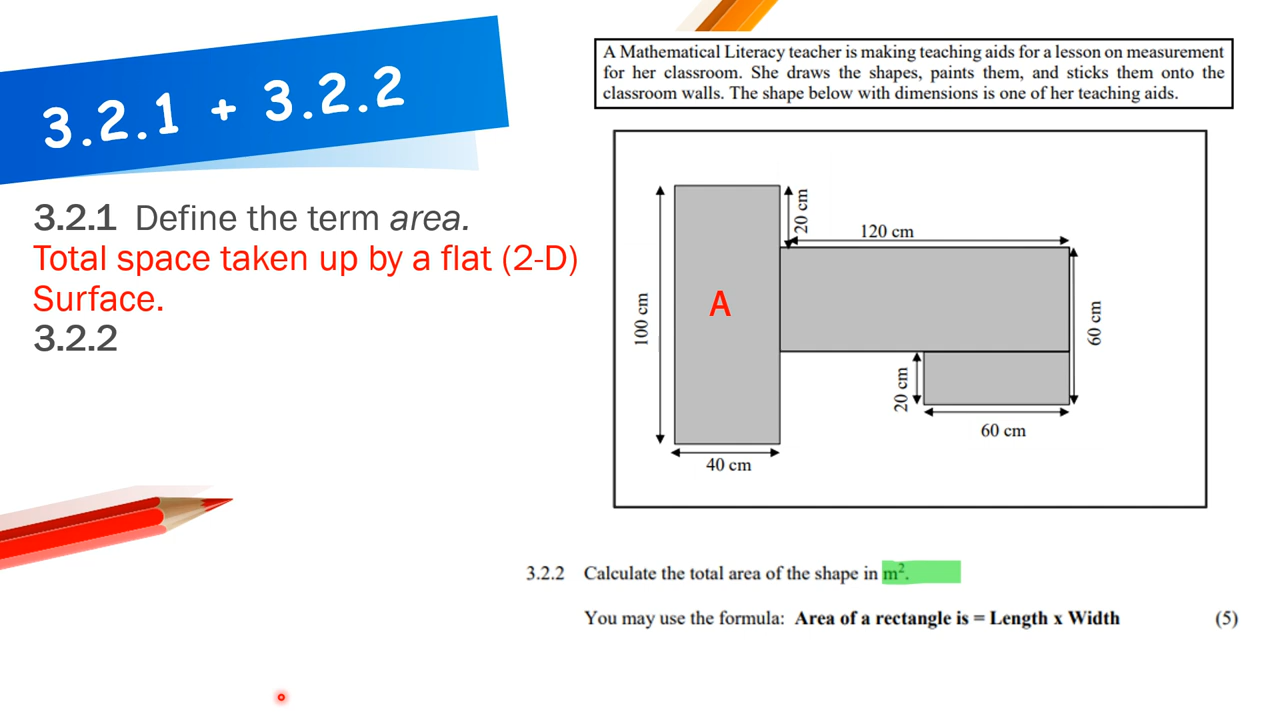 3.2.1 + 3.2.2
3.2.1 Define the term area.
Total space taken up by a flat (2-D)
Surface.
3.2.2
A Mathematical Literacy teacher is making teaching aids for a lesson on measurement
for her classroom. She draws the shapes, paints them, and sticks them onto the
classroom walls. The shape below with dimensions is one of her teaching aids.
20 cm
120 cm
A
100 cm
60 cm
20 cm
60 cm
40 cm
3.2.2 Calculate the total area of the shape in m².
You may use the formula: Area of a rectangle is = Length x Width (5)